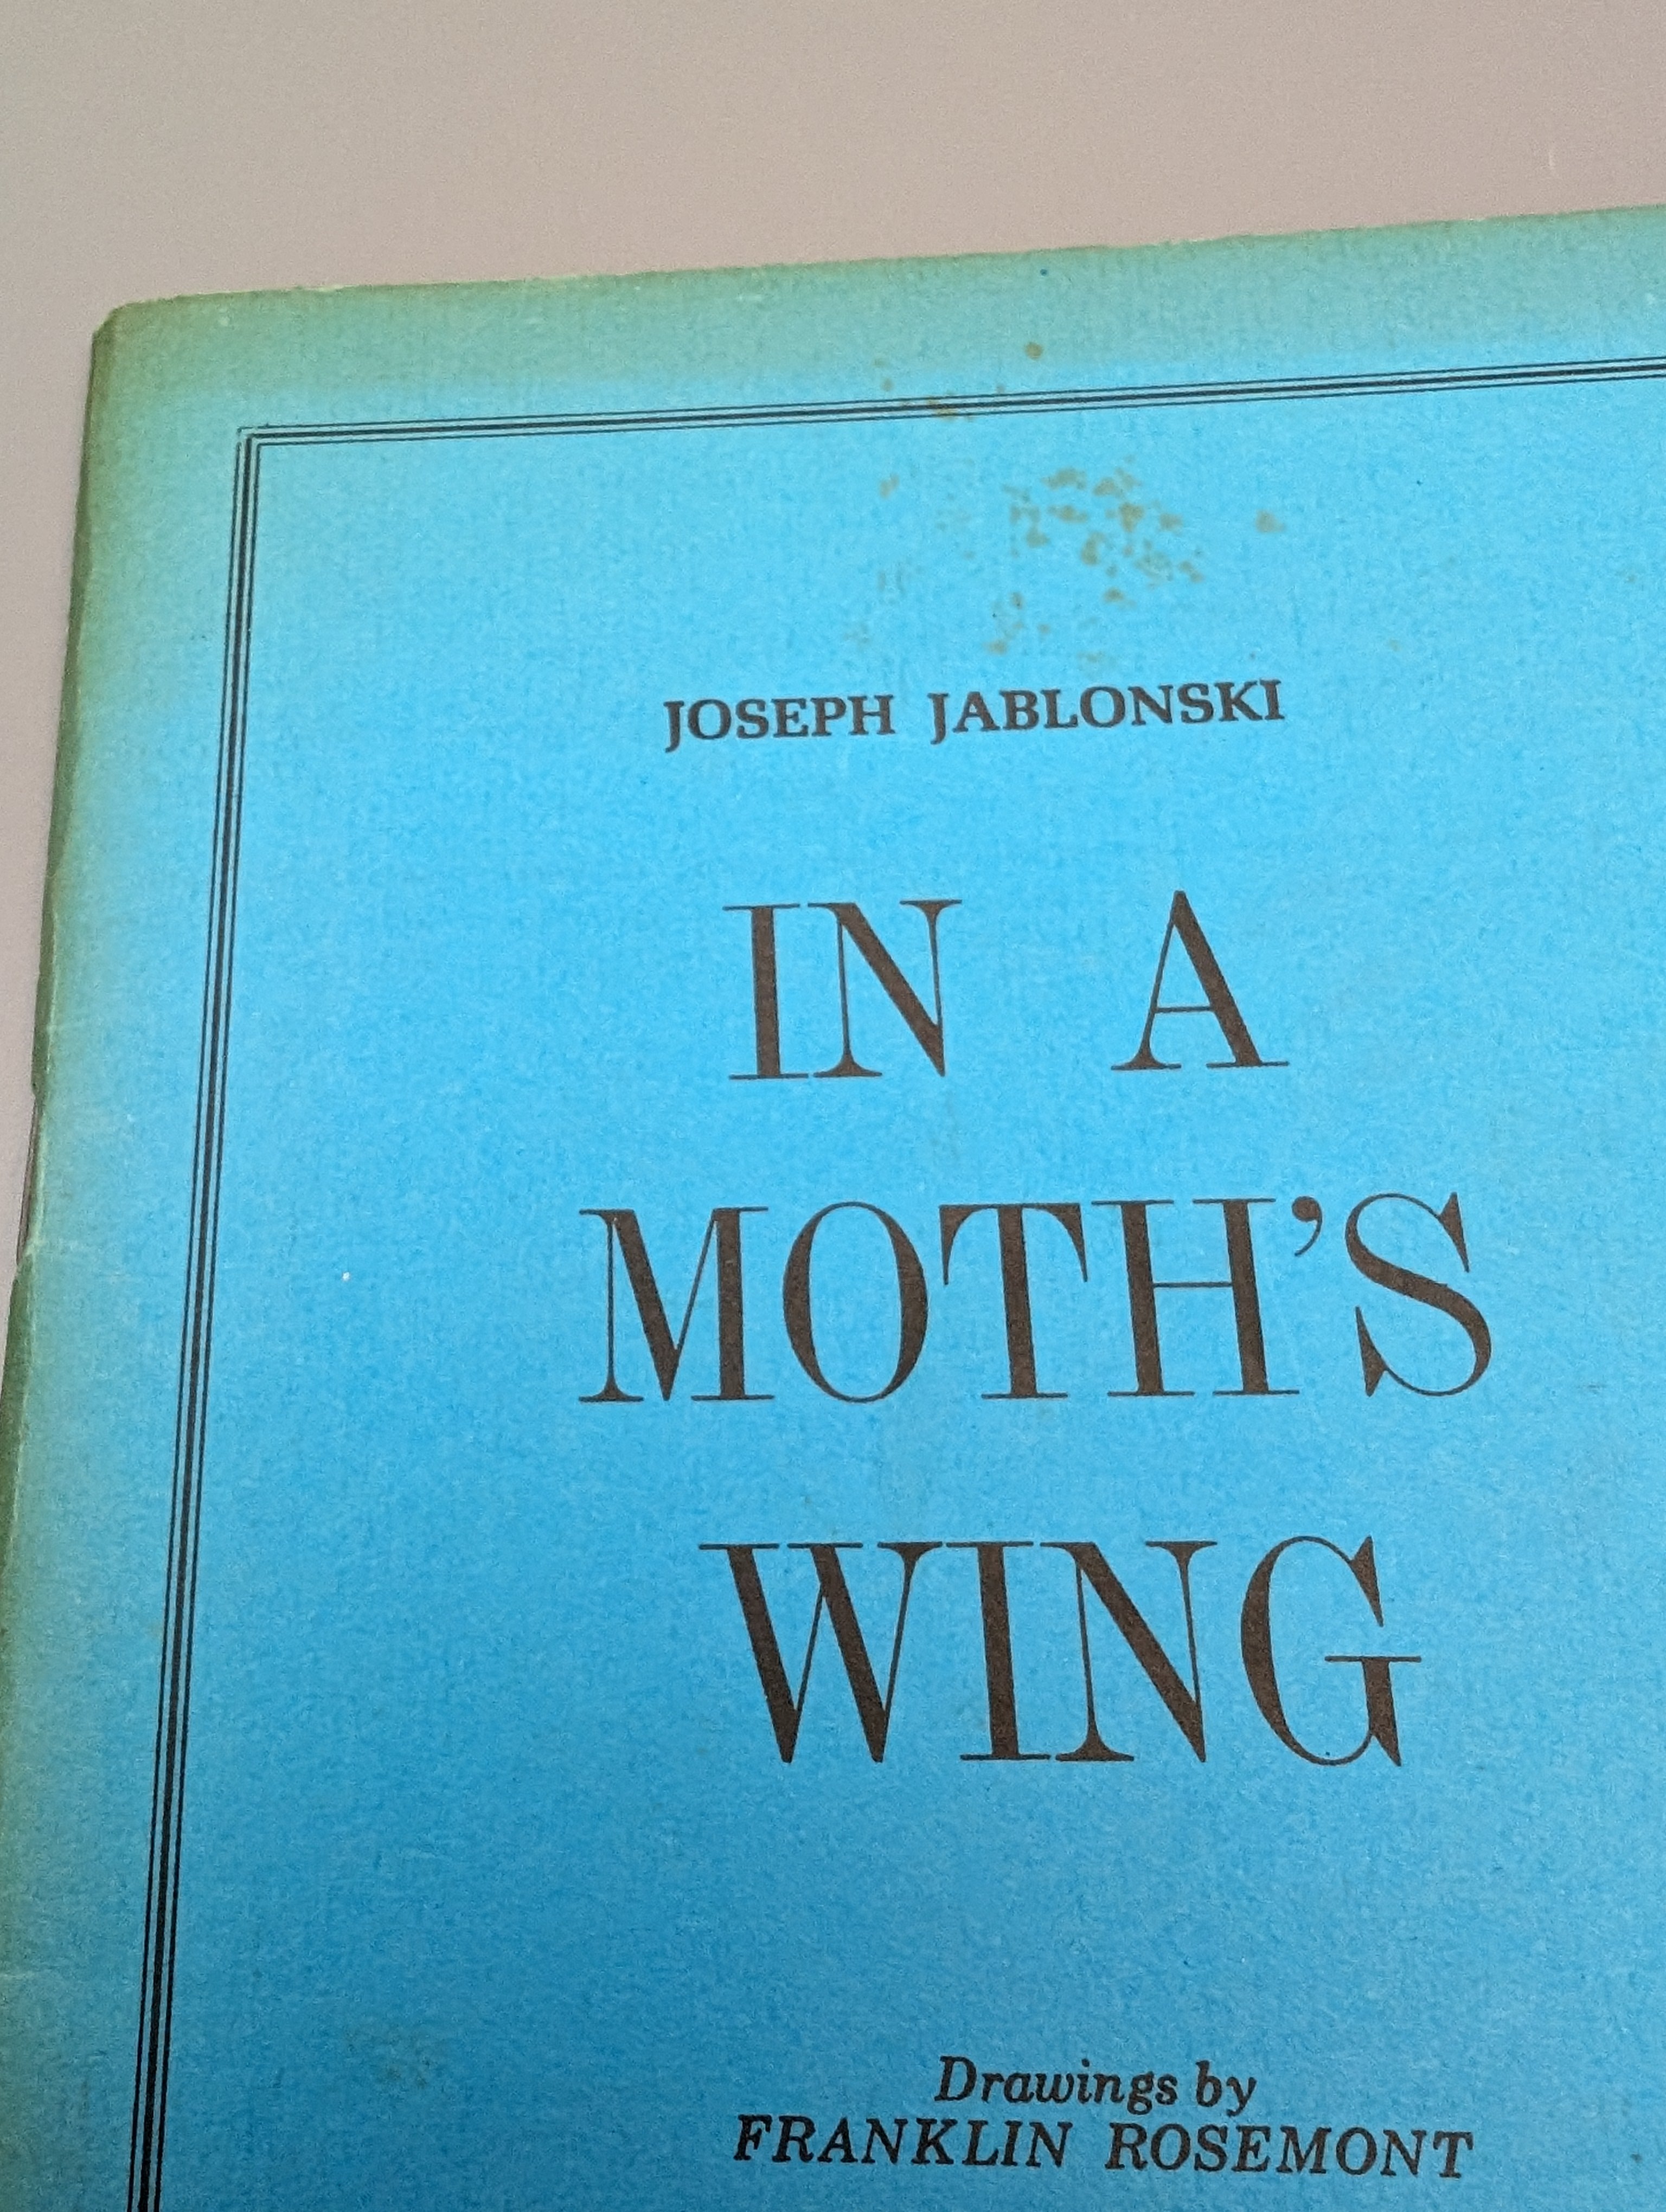 JOSEPH JABLONSKI
IN A
MOTH'S
WING
Drawings by
FRANKLIN ROSEMONT